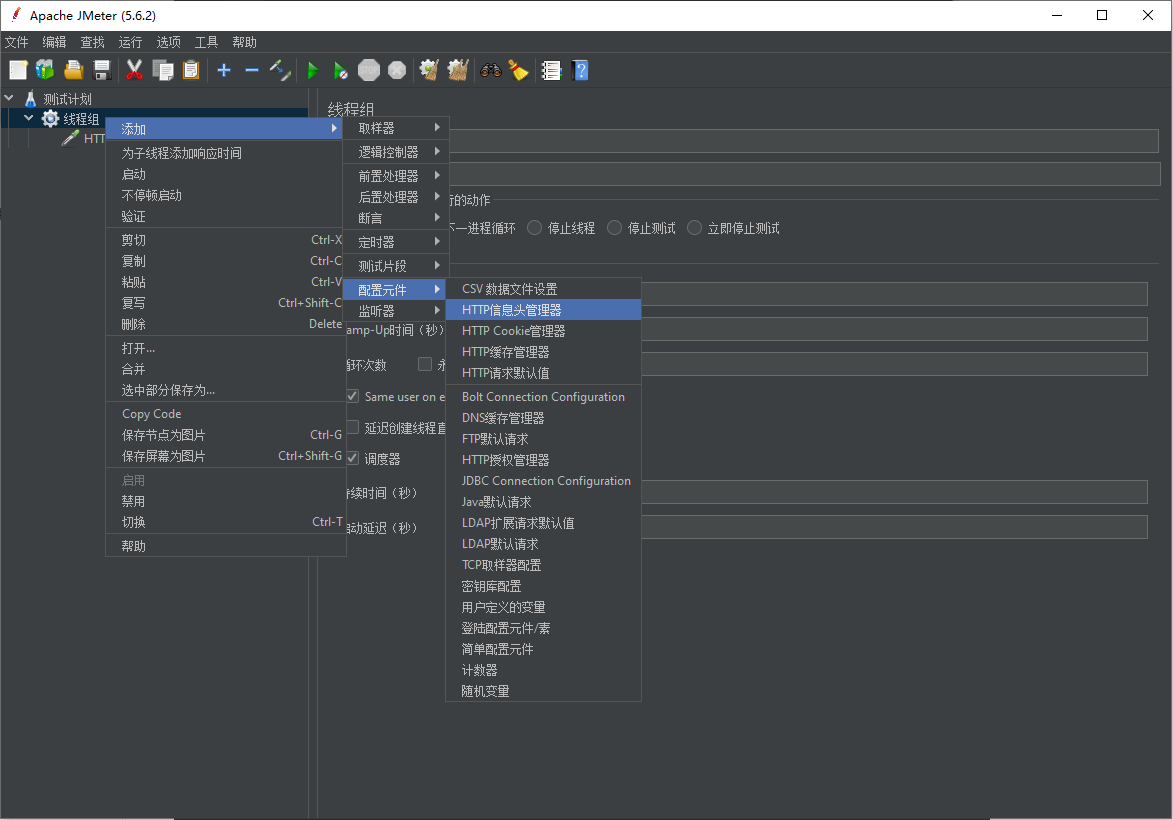 Apache JMeter (5.6.2)
文件 编辑 查找 运行 选项 工具 帮助
测试计划
线程组
HTT
线程组
添加
为子线程添加响应时间
启动
不停顿启动
验证
剪切 Ctrl-X
复制 Ctrl-C
粘贴 Ctrl-V
复写 Ctrl+Shift-C
删除 Delete
打开...
合并
选中部分保存为...
Copy Code
保存节点为图片 Ctrl-G
保存屏幕为图片 Ctrl+Shift-G
启用
禁用
切换 Ctrl-T
帮助
取样器
逻辑控制器
前置处理器
后置处理器
断言
定时器
测试片段
配置元件
监听器
CSV 数据文件设置
HTTP信息头管理器
HTTP Cookie管理器
HTTP缓存管理器
HTTP请求默认值
Bolt Connection Configuration
DNS缓存管理器
FTP默认请求
HTTP授权管理器
JDBC Connection Configuration
Java默认请求
LDAP扩展请求默认值
LDAP默认请求
TCP取样器配置
密钥库配置
用户定义的变量
登陆配置元件/素
简单配置元件
计数器
随机变量
行的动作
下一进程循环 停止线程 停止测试 立即停止测试
amp-Up时间（秒）
循环次数 永
Same user on e
延迟创建线程直
调度器
持续时间（秒）
启动延迟（秒）